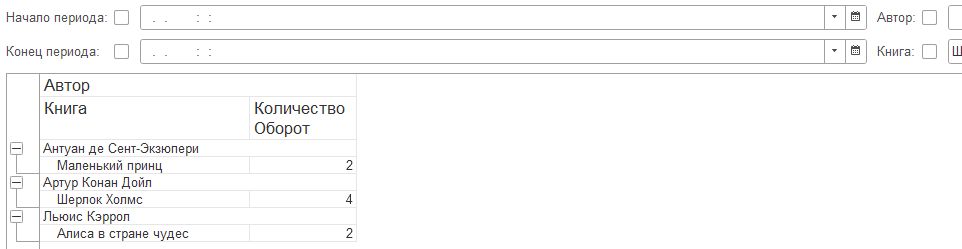 Начало периода: . . : : Автор:
Конец периода: . . : : Книга: Ш
Автор
Книга Количество
Оборот
Антуан де Сент-Экзюпери
Маленький принц 2
Артур Конан Дойл
Шерлок Холмс 4
Льюис Кэррол
Алиса в стране чудес 2